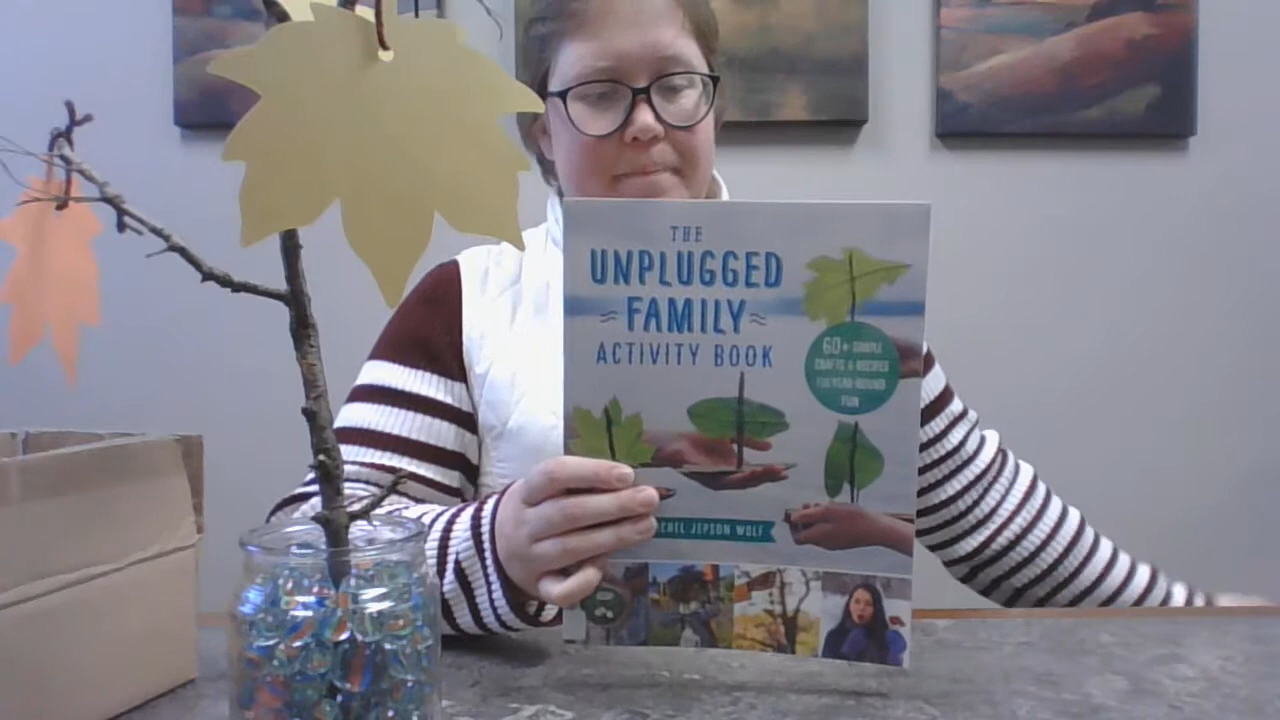 THE
UNPLUGGED
FAMILY
ACTIVITY BOOK
60+ SIMPLE
CRAFTS & RECIPES
FOR YEAR-ROUND
FUN
JEPSON WOLF